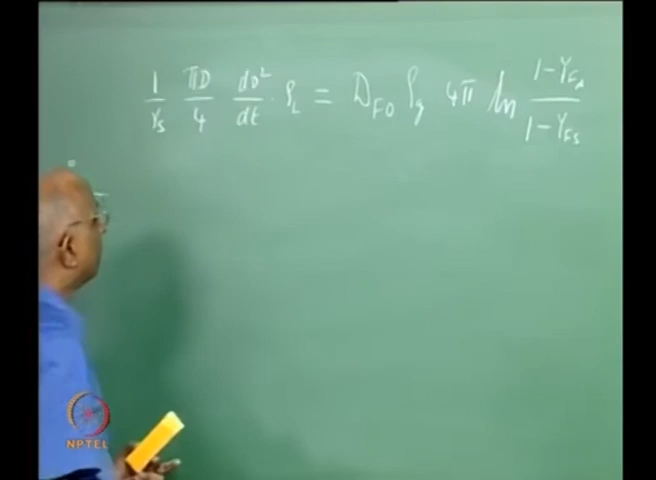 1/r_s πD/4 dD²/dt · ρ_L = D_FO ρ_g 4π ln (1 - Y_F∞)/(1 - Y_Fs)
NPTEL